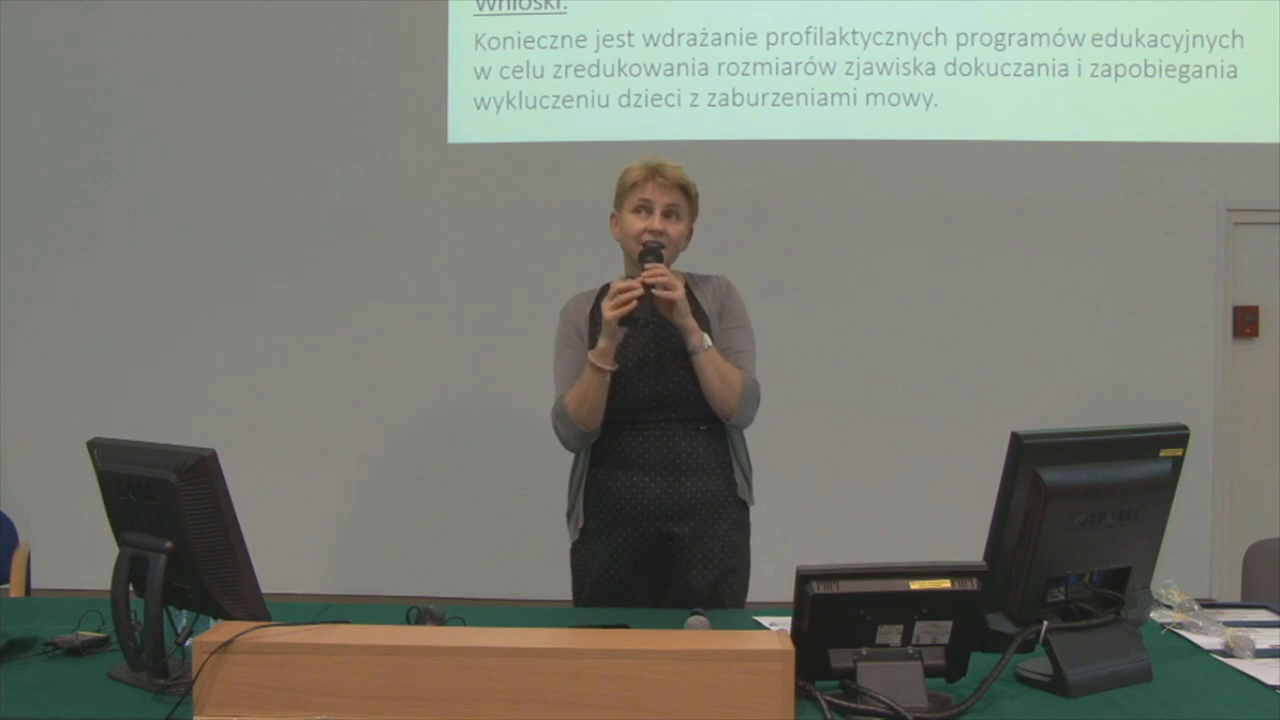 Wnioski:
Konieczne jest wdrażanie profilaktycznych programów edukacyjnych
w celu zredukowania rozmiarów zjawiska dokuczania i zapobiegania
wykluczeniu dzieci z zaburzeniami mowy.